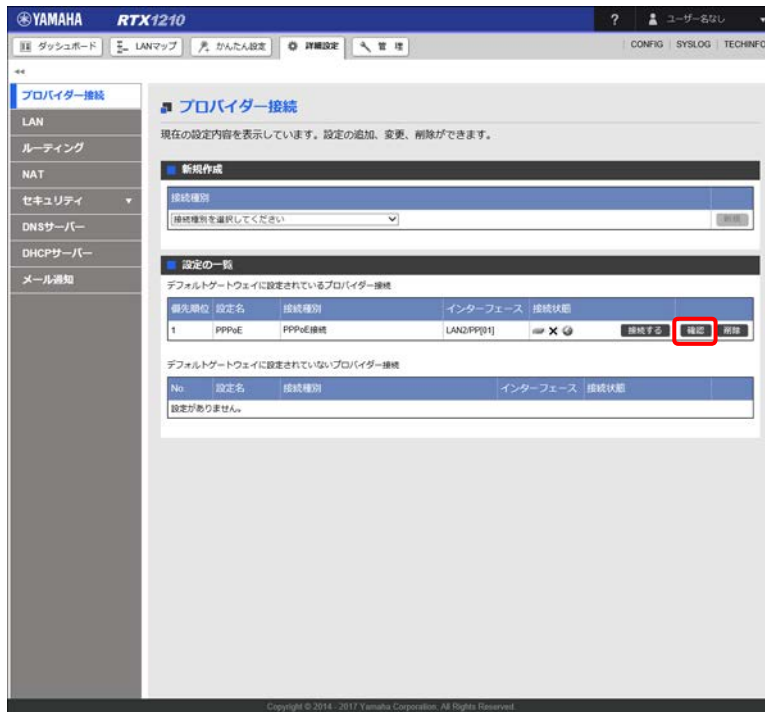 YAMAHA RTX1210 ? ユーザー名なし
ダッシュボード LANマップ かんたん設定 詳細設定 管理 CONFIG SYSLOG TECHINFO
プロバイダー接続
LAN
ルーティング
NAT
セキュリティ
DNSサーバー
DHCPサーバー
メール通知
プロバイダー接続
現在の設定内容を表示しています。設定の追加、変更、削除ができます。
新規作成
接続種別
接続種別を選択してください 新規
設定の一覧
デフォルトゲートウェイに設定されているプロバイダー接続
優先順位 設定名 接続種別 インターフェース 接続状態
1 PPPoE PPPoE接続 LAN2/PP[01] 接続する 確認 削除
デフォルトゲートウェイに設定されていないプロバイダー接続
No. 設定名 接続種別 インターフェース 接続状態
設定がありません。
Copyright © 2014 - 2017 Yamaha Corporation. All Rights Reserved.